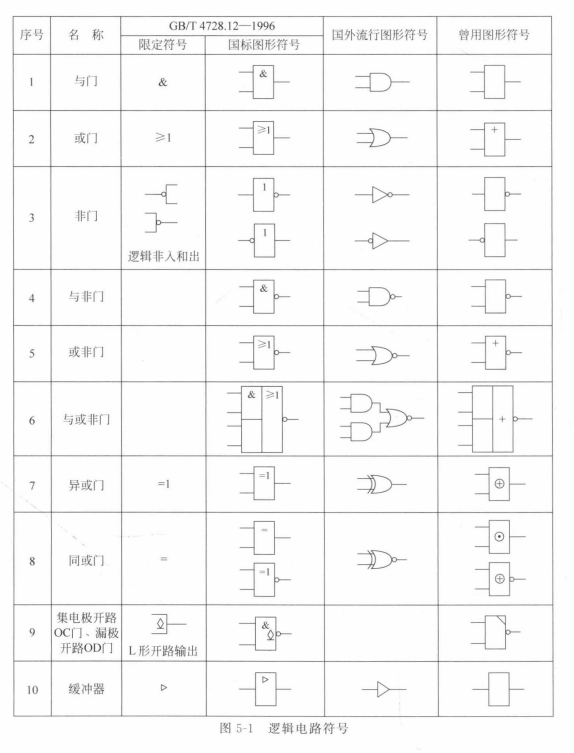 序号 名 称 GB/T 4728.12—1996 国外流行图形符号 曾用图形符号
限定符号 国标图形符号
1 与门 & &
2 或门 ≥1 ≥1 +
3 非门 1
1
逻辑非入和出
4 与非门 &
5 或非门 ≥1 +
6 与或非门 & ≥1 +
7 异或门 =1 =1
8 同或门 = =
=1
9 集电极开路 &
OC门、漏极
开路OD门 L形开路输出
10 缓冲器
图 5-1 逻辑电路符号